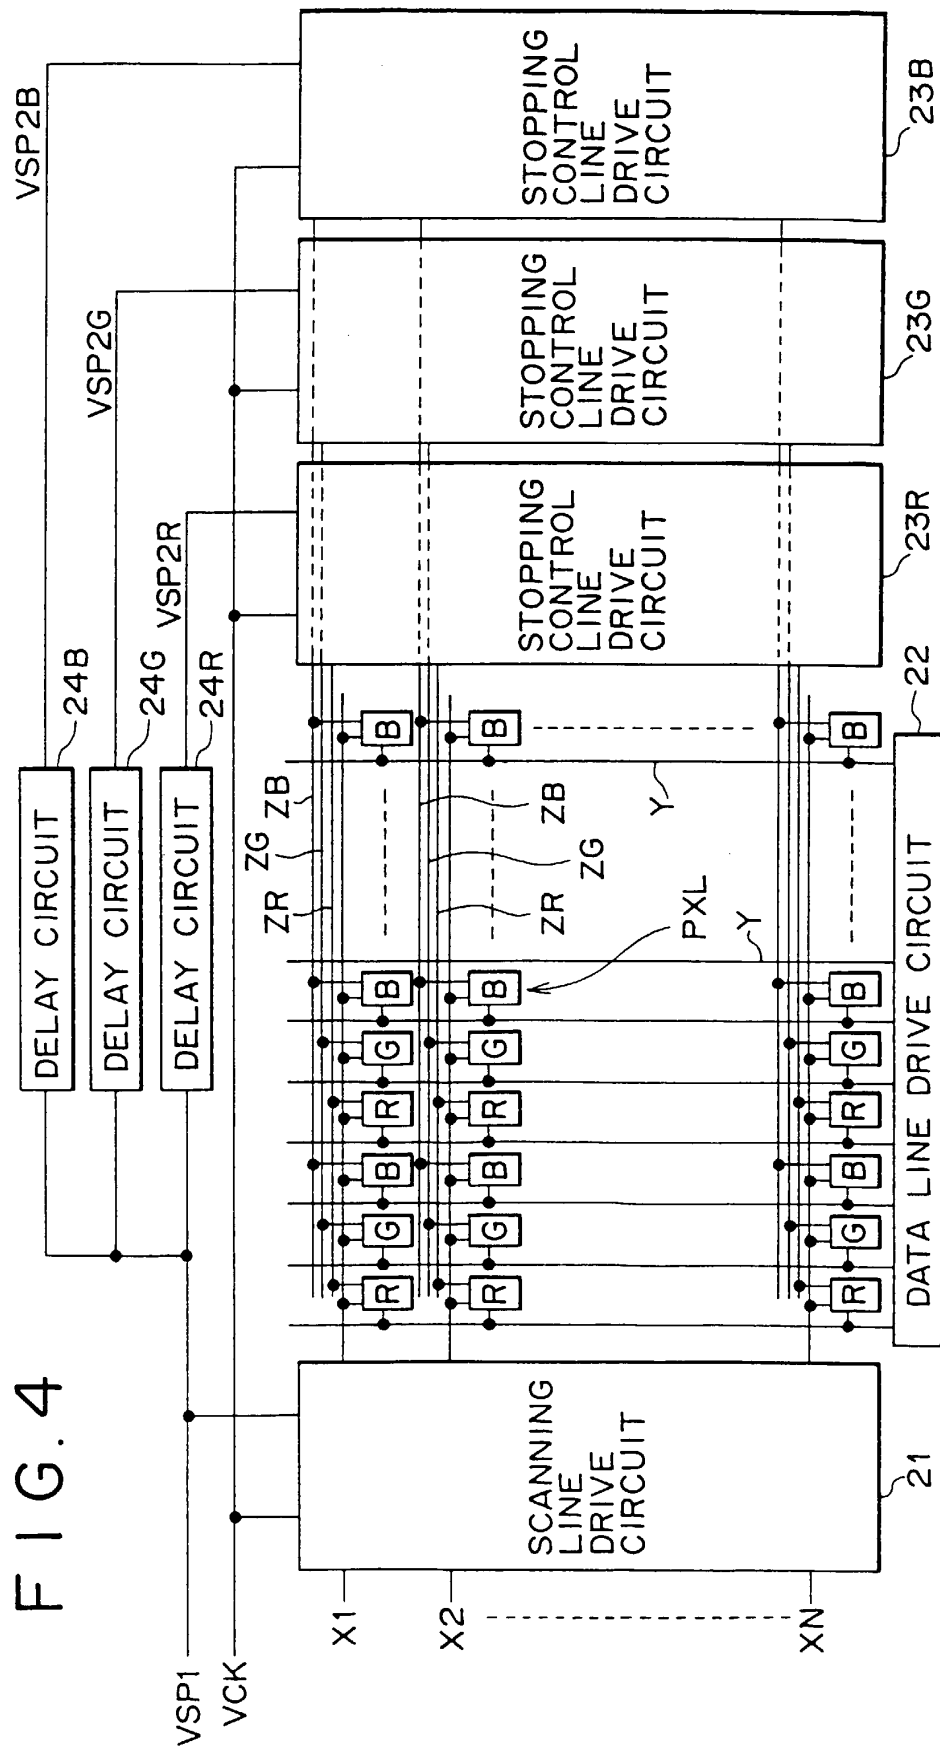 FIG. 4
VSP1
VCK
DELAY CIRCUIT
24B
VSP2B
DELAY CIRCUIT
24G
VSP2G
DELAY CIRCUIT
24R
VSP2R
X1
X2
XN
SCANNING
LINE
DRIVE
CIRCUIT
21
ZR
ZG
ZB
R
G
B
R
G
B
B
ZR
ZG
ZB
R
G
B
R
G
B
B
PXL
Y
Y
R
G
B
R
G
B
B
DATA LINE DRIVE CIRCUIT
22
STOPPING
CONTROL
LINE
DRIVE
CIRCUIT
23R
STOPPING
CONTROL
LINE
DRIVE
CIRCUIT
23G
STOPPING
CONTROL
LINE
DRIVE
CIRCUIT
23B